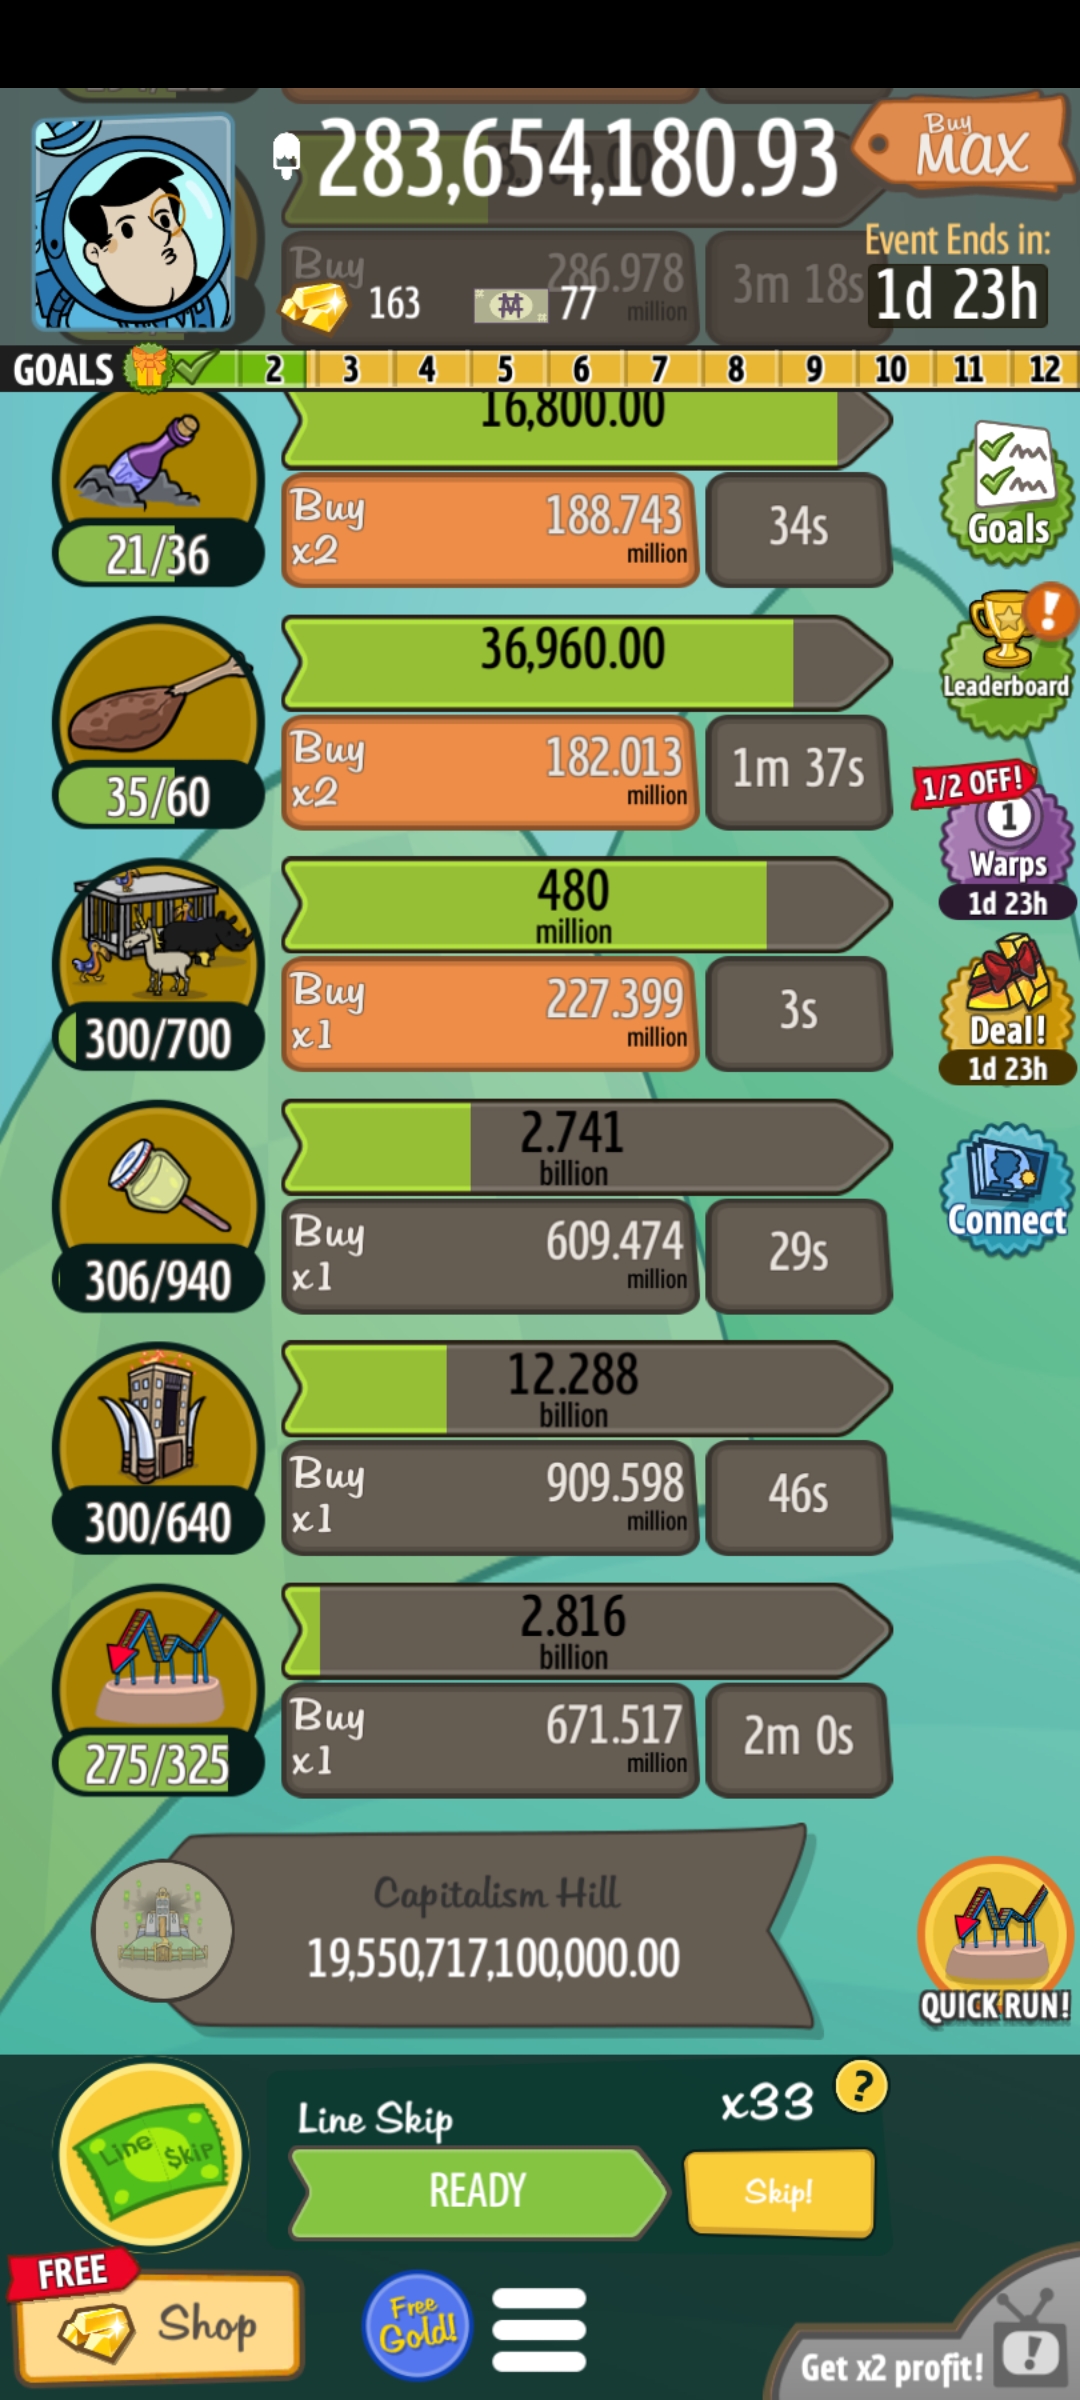 283,654,180.93
Buy
MAX
Event Ends in:
1d 23h
Buy
286.978
million
3m 18s
163
77
GOALS 2 3 4 5 6 7 8 9 10 11 12
16,800.00
Buy
x2
188.743
million
34s
21/36
Goals
36,960.00
Leaderboard
Buy
x2
182.013
million
1m 37s
35/60
1/2 OFF!
1
Warps
1d 23h
480
million
Buy
x1
227.399
million
3s
300/700
Deal!
1d 23h
2.741
billion
Buy
x1
609.474
million
29s
306/940
Connect
12.288
billion
Buy
x1
909.598
million
46s
300/640
2.816
billion
Buy
x1
671.517
million
2m 0s
275/325
Capitalism Hill
19,550,717,100,000.00
QUICK RUN!
Line $kip
Line Skip
x33
?
READY
Skip!
FREE
Shop
Free
Gold!
Get x2 profit!